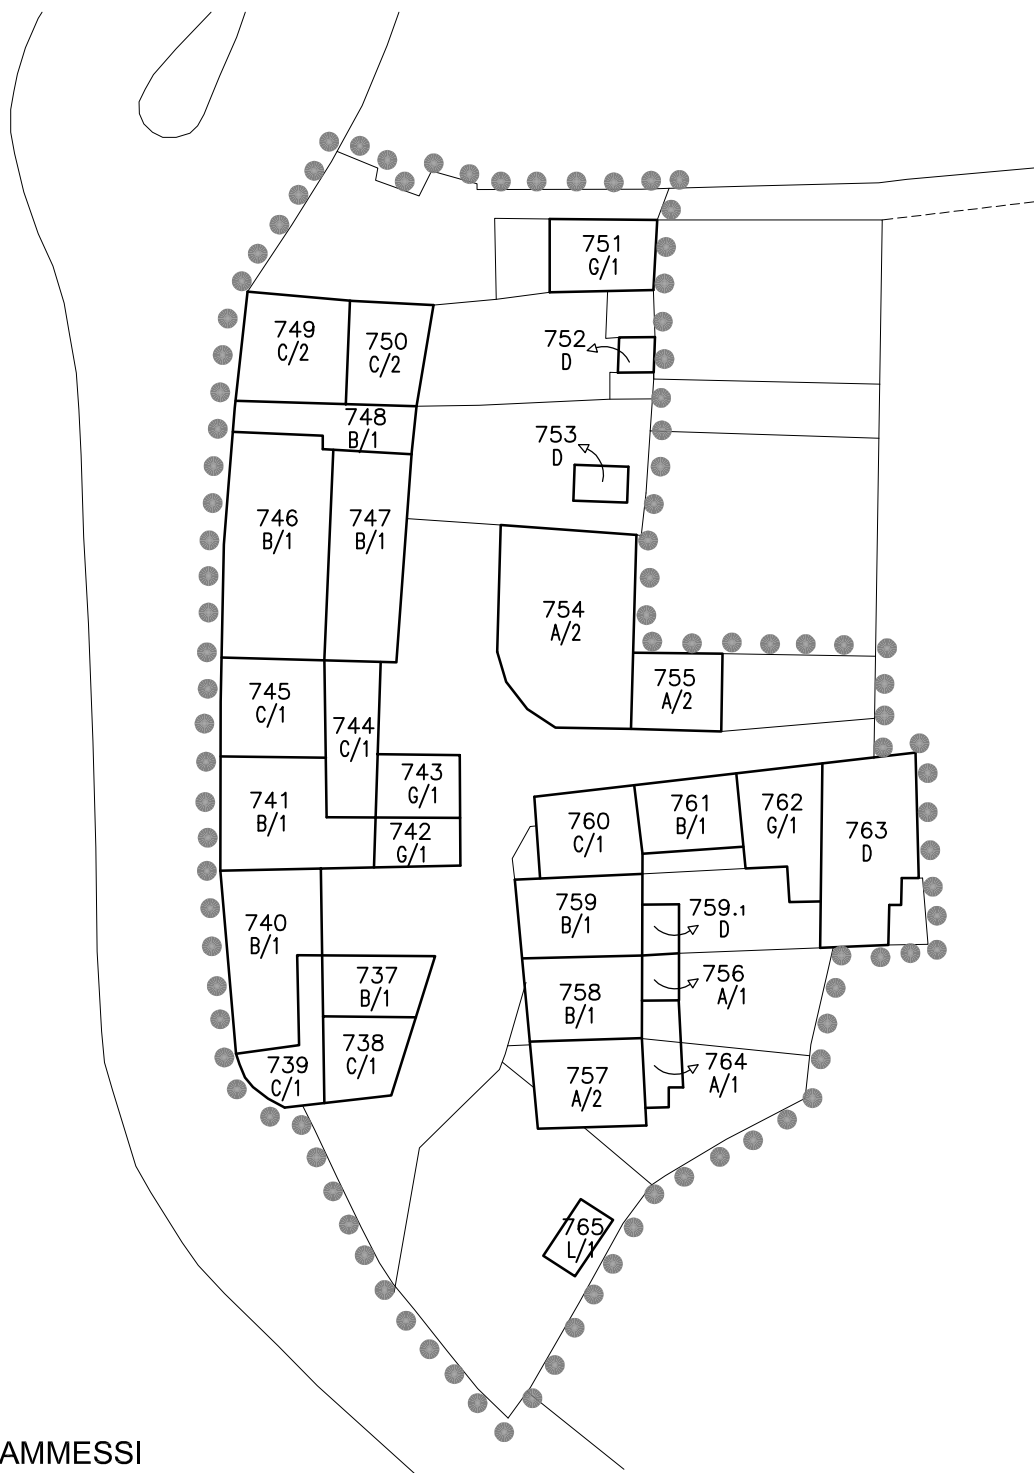 751
G/1
749
C/2
750
C/2
752
D
748
B/1
753
D
746
B/1
747
B/1
754
A/2
755
A/2
745
C/1
744
C/1
743
G/1
741
B/1
742
G/1
760
C/1
761
B/1
762
G/1
763
D
759
B/1
759.1
D
740
B/1
737
B/1
756
A/1
758
B/1
738
C/1
739
C/1
757
A/2
764
A/1
765
L/1
AMMESSI